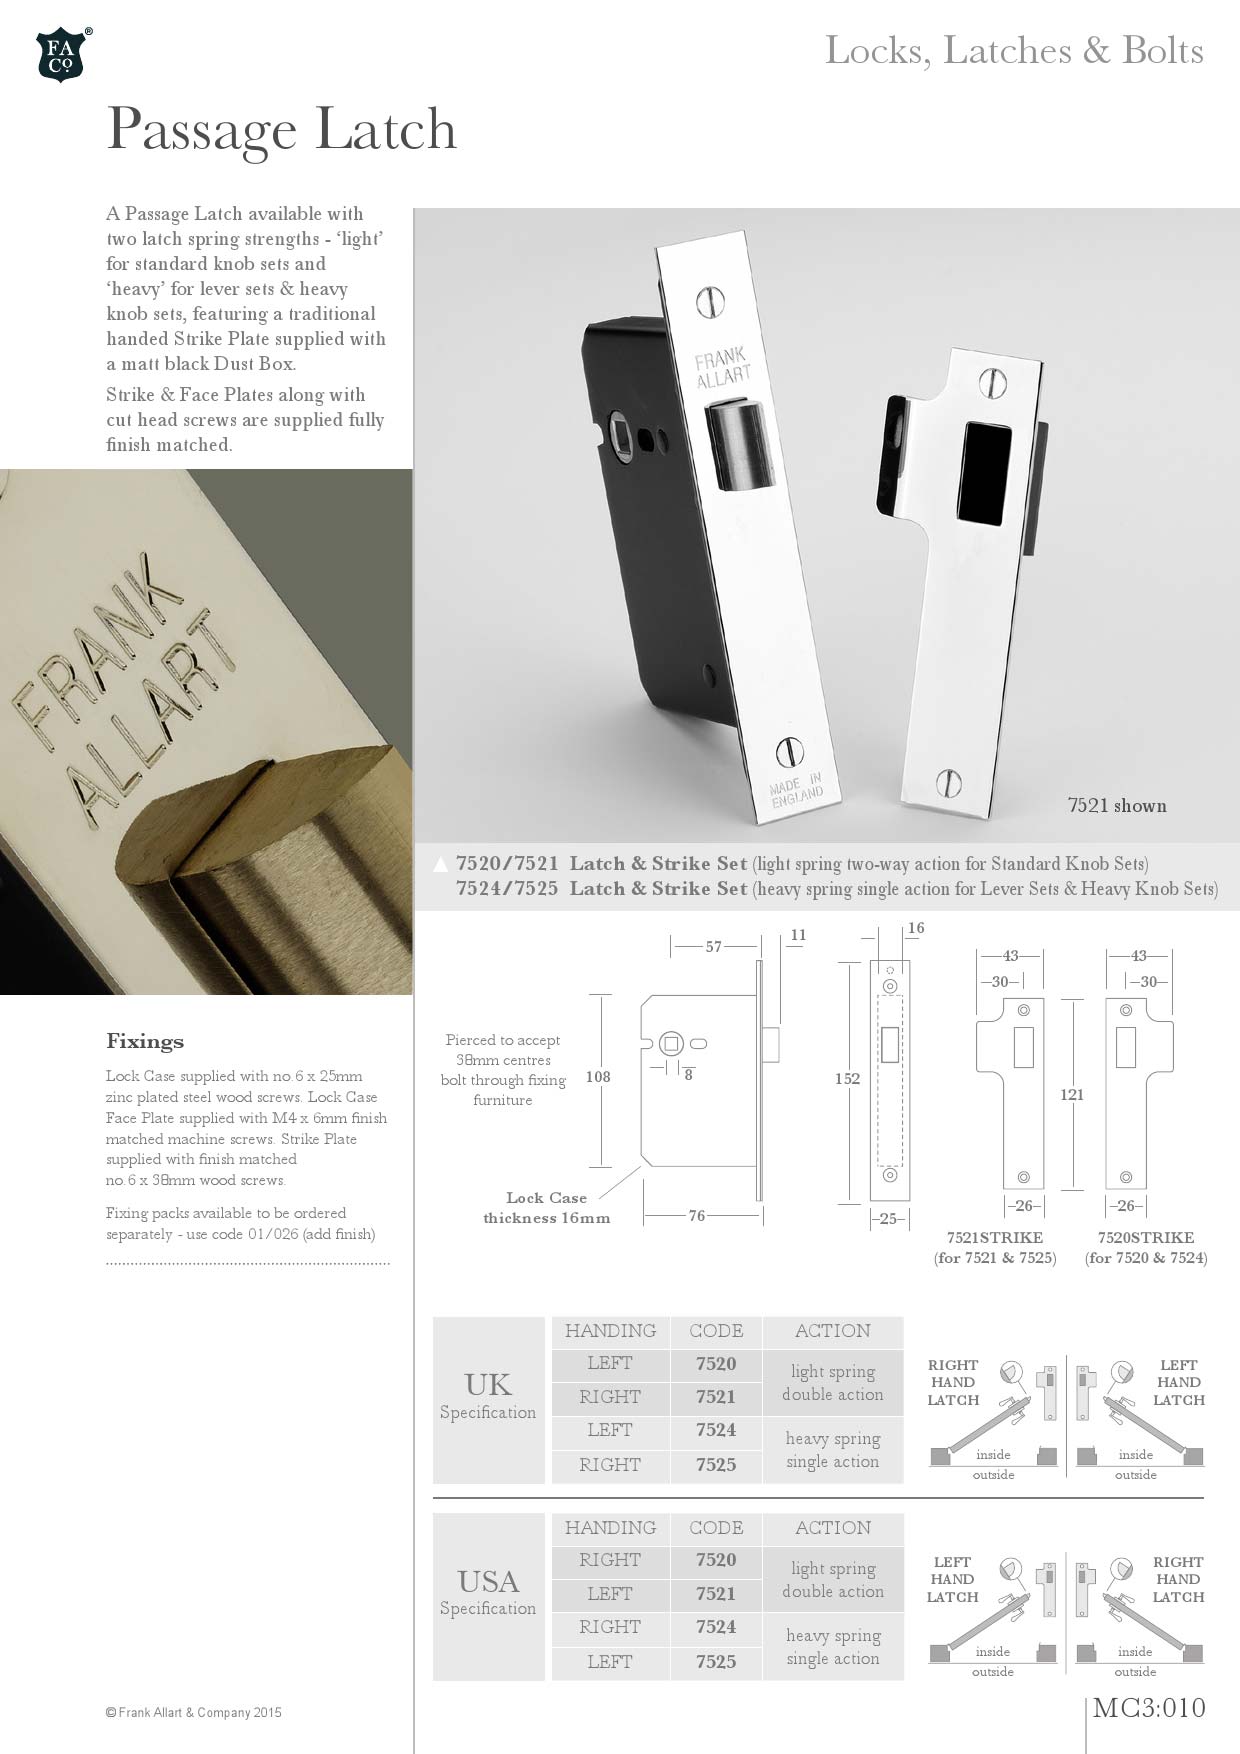 FA
Co.
®
Locks, Latches & Bolts
Passage Latch
A Passage Latch available with
two latch spring strengths - ‘light’
for standard knob sets and
‘heavy’ for lever sets & heavy
knob sets, featuring a traditional
handed Strike Plate supplied with
a matt black Dust Box.
Strike & Face Plates along with
cut head screws are supplied fully
finish matched.
FRANK
ALLART
FRANK
ALLART
MADE IN
ENGLAND
7521 shown
7520/7521 Latch & Strike Set (light spring two-way action for Standard Knob Sets)
7524/7525 Latch & Strike Set (heavy spring single action for Lever Sets & Heavy Knob Sets)
Fixings
Lock Case supplied with no.6 x 25mm
zinc plated steel wood screws. Lock Case
Face Plate supplied with M4 x 6mm finish
matched machine screws. Strike Plate
supplied with finish matched
no.6 x 38mm wood screws.
Fixing packs available to be ordered
separately - use code 01/026 (add finish)
57
11
16
43
43
30
30
Pierced to accept
38mm centres
bolt through fixing
furniture
108
8
152
121
Lock Case
thickness 16mm
76
25
26
26
7521STRIKE
(for 7521 & 7525)
7520STRIKE
(for 7520 & 7524)
UK
Specification
HANDING CODE ACTION
LEFT 7520
RIGHT 7521
light spring
double action
LEFT 7524
RIGHT 7525
heavy spring
single action
RIGHT
HAND
LATCH
inside
outside
LEFT
HAND
LATCH
inside
outside
USA
Specification
HANDING CODE ACTION
RIGHT 7520
LEFT 7521
light spring
double action
RIGHT 7524
LEFT 7525
heavy spring
single action
LEFT
HAND
LATCH
inside
outside
RIGHT
HAND
LATCH
inside
outside
© Frank Allart & Company 2015
MC3:010